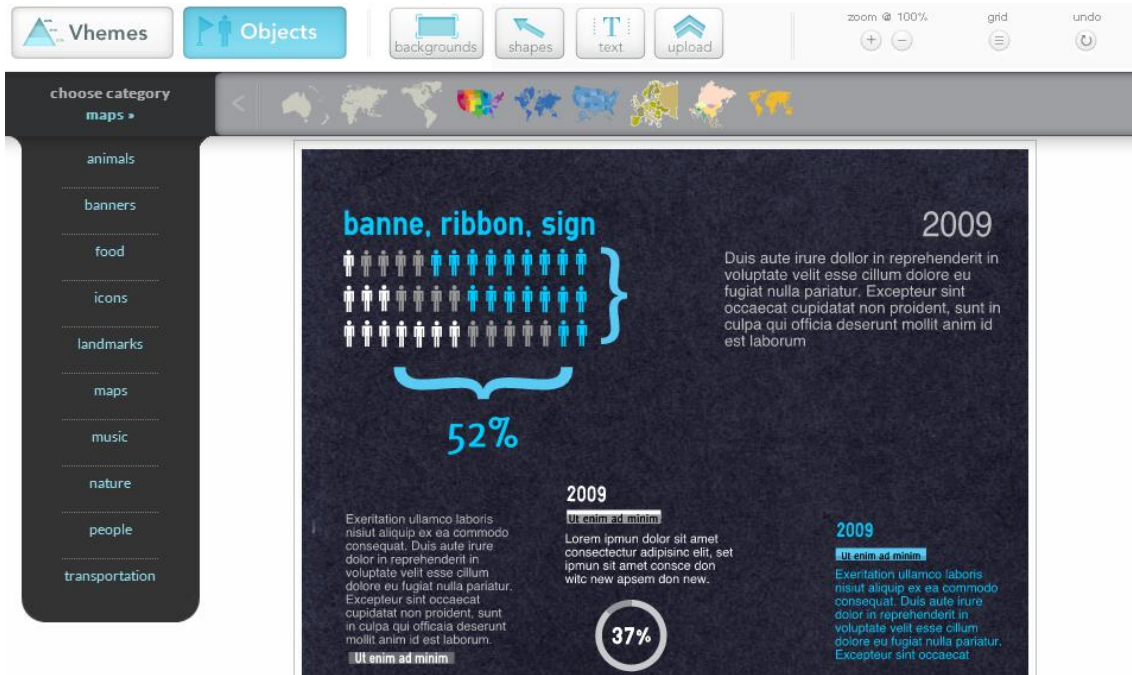 Vhemes
Objects
backgrounds
shapes
T
text
upload
zoom @ 100%
grid
undo
choose category
maps »
animals
banners
food
icons
landmarks
maps
music
nature
people
transportation
banne, ribbon, sign
52%
2009
Duis aute irure dollor in reprehenderit in
voluptate velit esse cillum dolore eu
fugiat nulla pariatur. Excepteur sint
occaecat cupidatat non proident, sunt in
culpa qui officia deserunt mollit anim id
est laborum
Exeritation ullamco laboris
nisiut aliquip ex ea commodo
consequat. Duis aute irure
dolor in reprehenderit in
voluptate velit esse cillum
dolore eu fugiat nulla pariatur.
Excepteur sint occaecat
cupidatat non proident, sunt
in culpa qui officaia deserunt
mollit anim id est laborum.
Ut enim ad minim
2009
Ut enim ad minim
Lorem ipmun dolor sit amet
consectetur adipisinc elit, set
ipmun sit amet consce don
witc new apsem don new.
37%
2009
Ut enim ad minim
Exeritation ullamco laboris
nisiut aliquip ex ea commodo
consequat. Duis aute irure
dolor in reprehenderit in
voluptate velit esse cillum
dolore eu fugiat nulla pariatur.
Excepteur sint occaecat